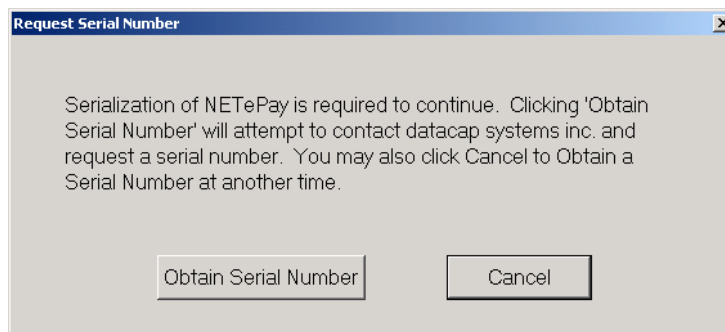 Request Serial Number
Serialization of NETePay is required to continue.  Clicking 'Obtain
Serial Number' will attempt to contact datacap systems inc. and
request a serial number.  You may also click Cancel to Obtain a
Serial Number at another time.
Obtain Serial Number
Cancel